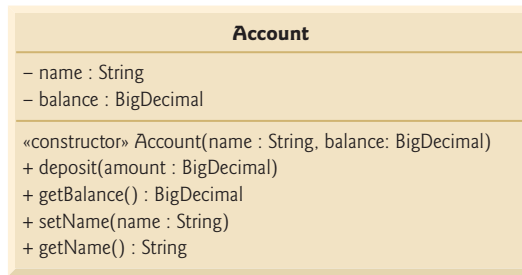 Account
– name : String
– balance : BigDecimal
«constructor» Account(name : String, balance: BigDecimal)
+ deposit(amount : BigDecimal)
+ getBalance() : BigDecimal
+ setName(name : String)
+ getName() : String